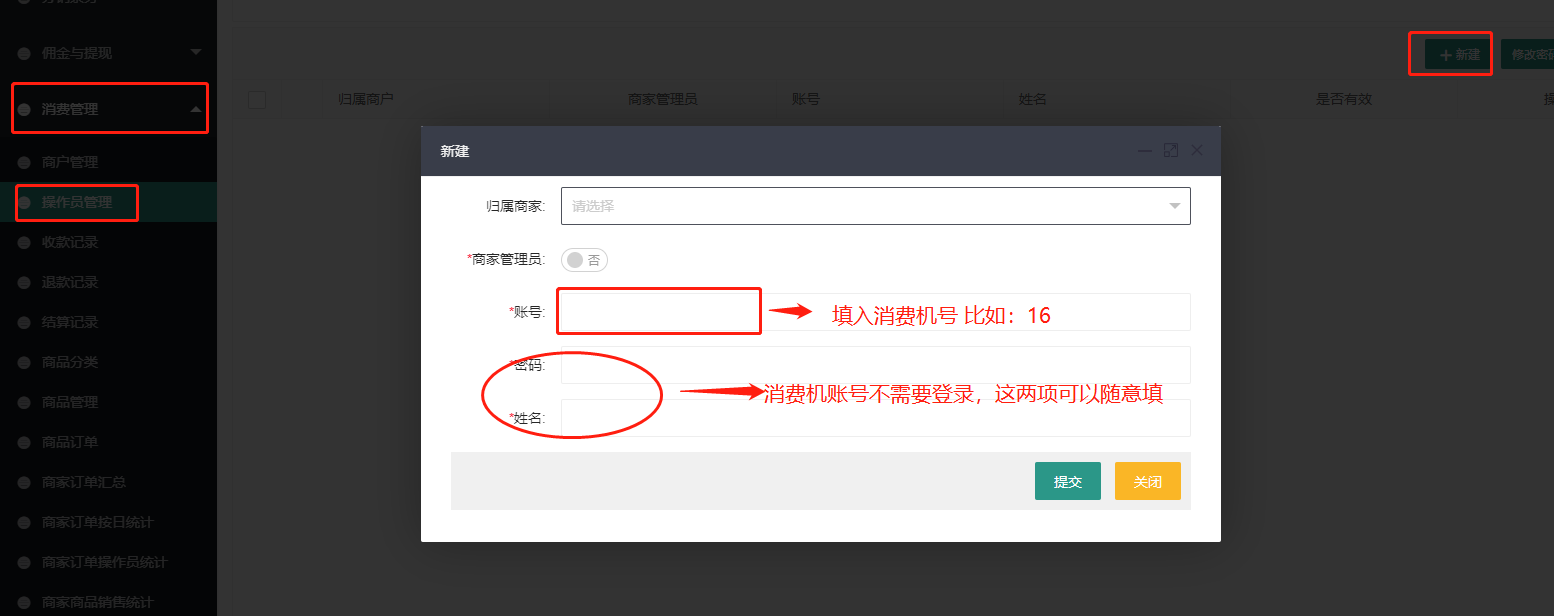 佣金与提现
消费管理
商户管理
操作员管理
收款记录
退款记录
结算记录
商品分类
商品管理
商品订单
商家订单汇总
商家订单按日统计
商家订单操作员统计
商家商品销售统计
新建
修改密
归属商户
商家管理员
账号
姓名
是否有效
新建
归属商家:
请选择
*商家管理员:
否
*账号:
填入消费机号 比如：16
*密码:
消费机账号不需要登录，这两项可以随意填
*姓名:
提交
关闭